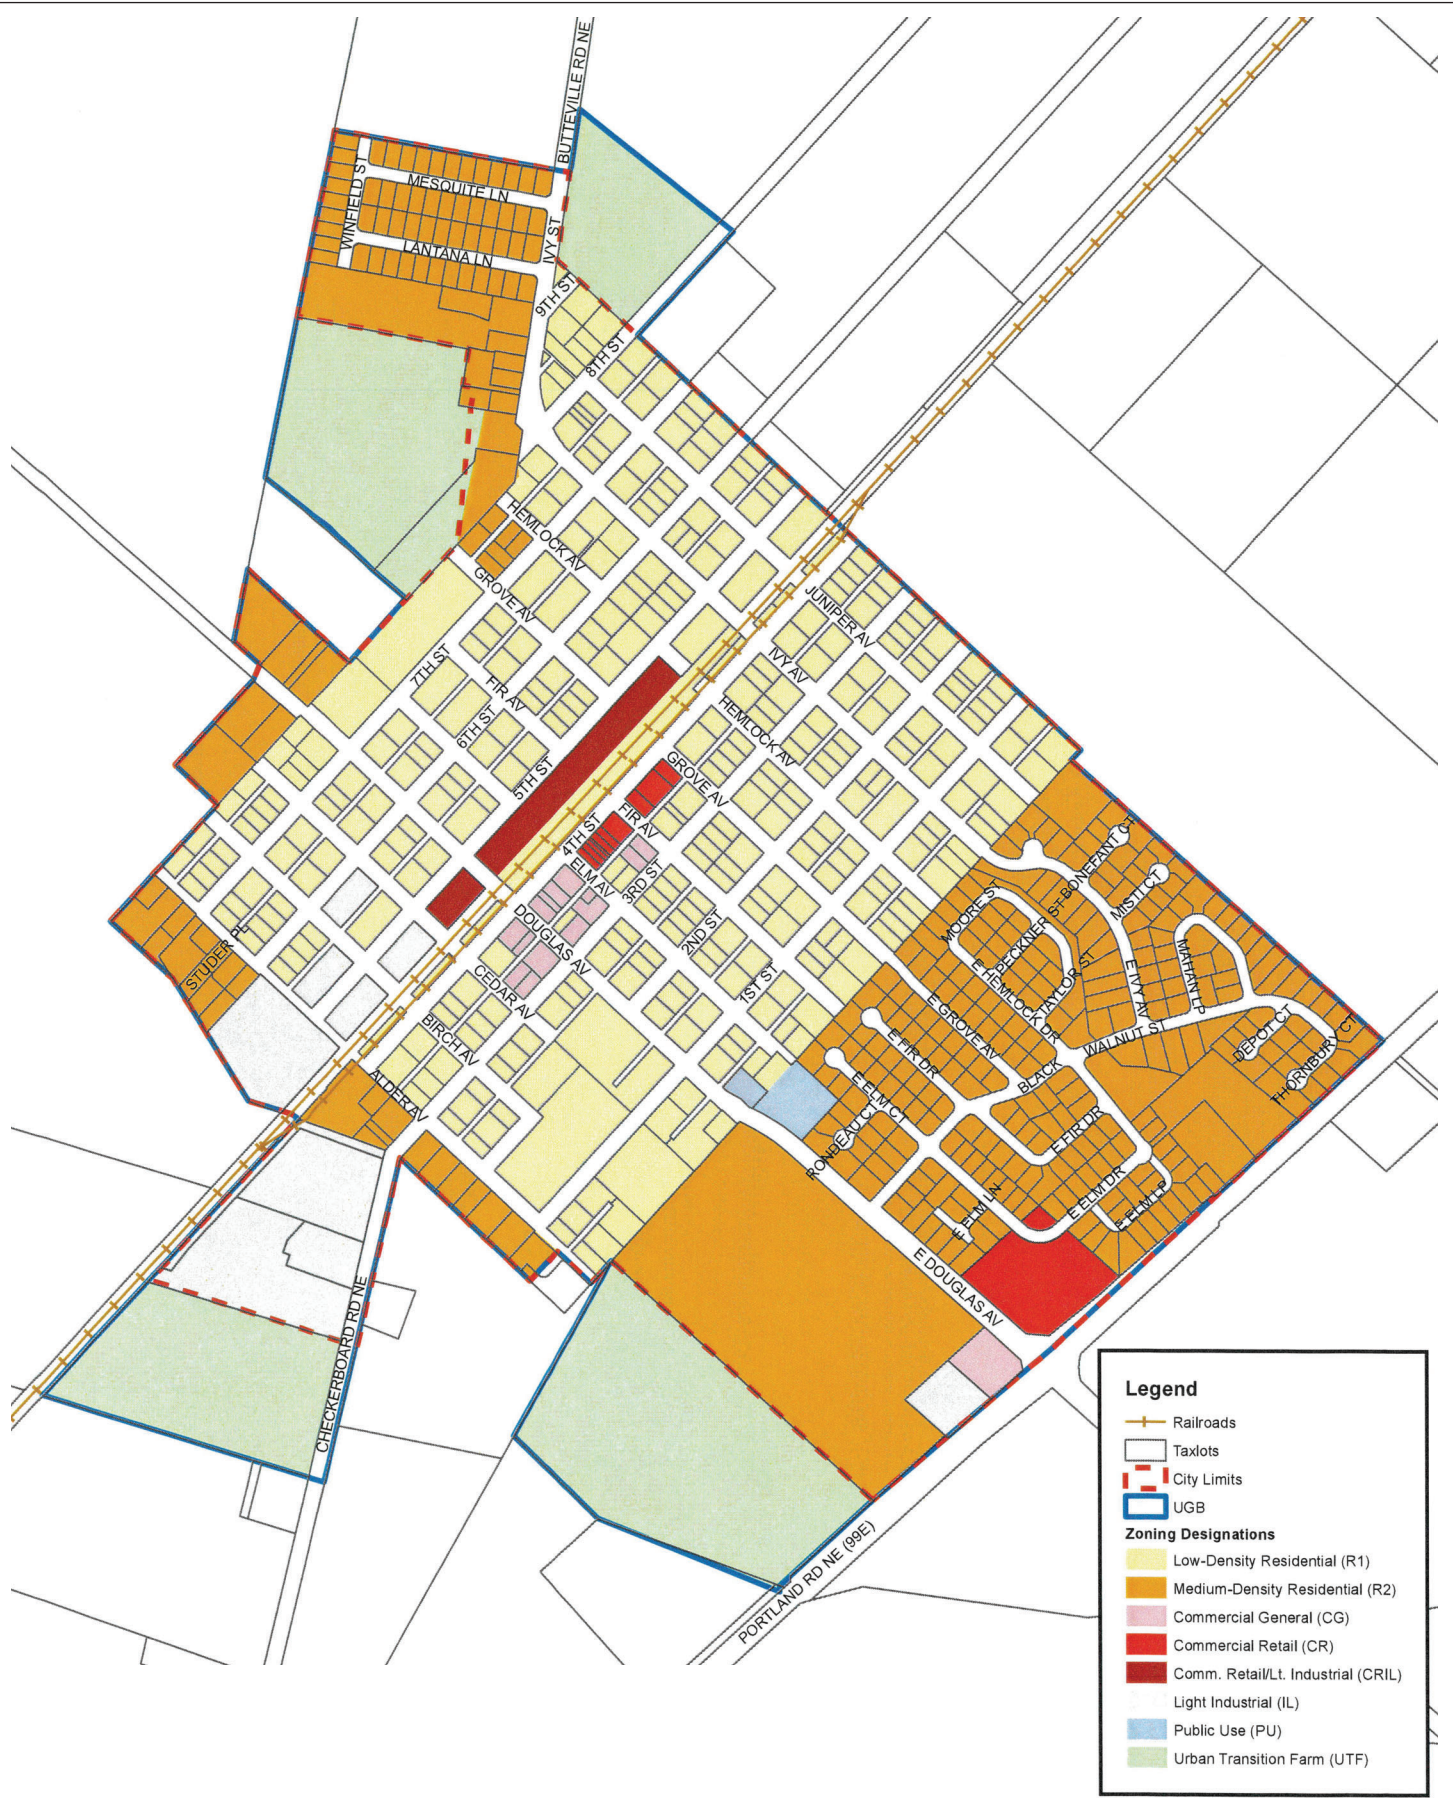 BUTTEVILLE RD NE
WINFIELD ST
MESQUITE LN
LANTANA LN
IVY ST
9TH ST
8TH ST
HEMLOCK AV
GROVE AV
7TH ST
FIR AV
6TH ST
5TH ST
JUNIPER AV
IVY AV
HEMLOCK AV
GROVE AV
FIR AV
4TH ST
ELM AV
3RD ST
DOUGLAS AV
2ND ST
CEDAR AV
1ST ST
BIRCH AV
ALDER AV
STUDER PL
MOORE ST
PECKNER ST
BONEFANT CT
MISTI CT
E HEMLOCK DR
TAYLOR ST
E IVY AV
MAHAN LP
E GROVE AV
WALNUT ST
BLACK
DEPOT CT
THORNBURY CT
E FIR DR
E ELM CT
RONDEAU CT
E FIR DR
E ELM DR
E ELM LP
E ELM LN
E DOUGLAS AV
CHECKERBOARD RD NE
PORTLAND RD NE (99E)
Legend
Railroads
Taxlots
City Limits
UGB
Zoning Designations
Low-Density Residential (R1)
Medium-Density Residential (R2)
Commercial General (CG)
Commercial Retail (CR)
Comm. Retail/Lt. Industrial (CRIL)
Light Industrial (IL)
Public Use (PU)
Urban Transition Farm (UTF)